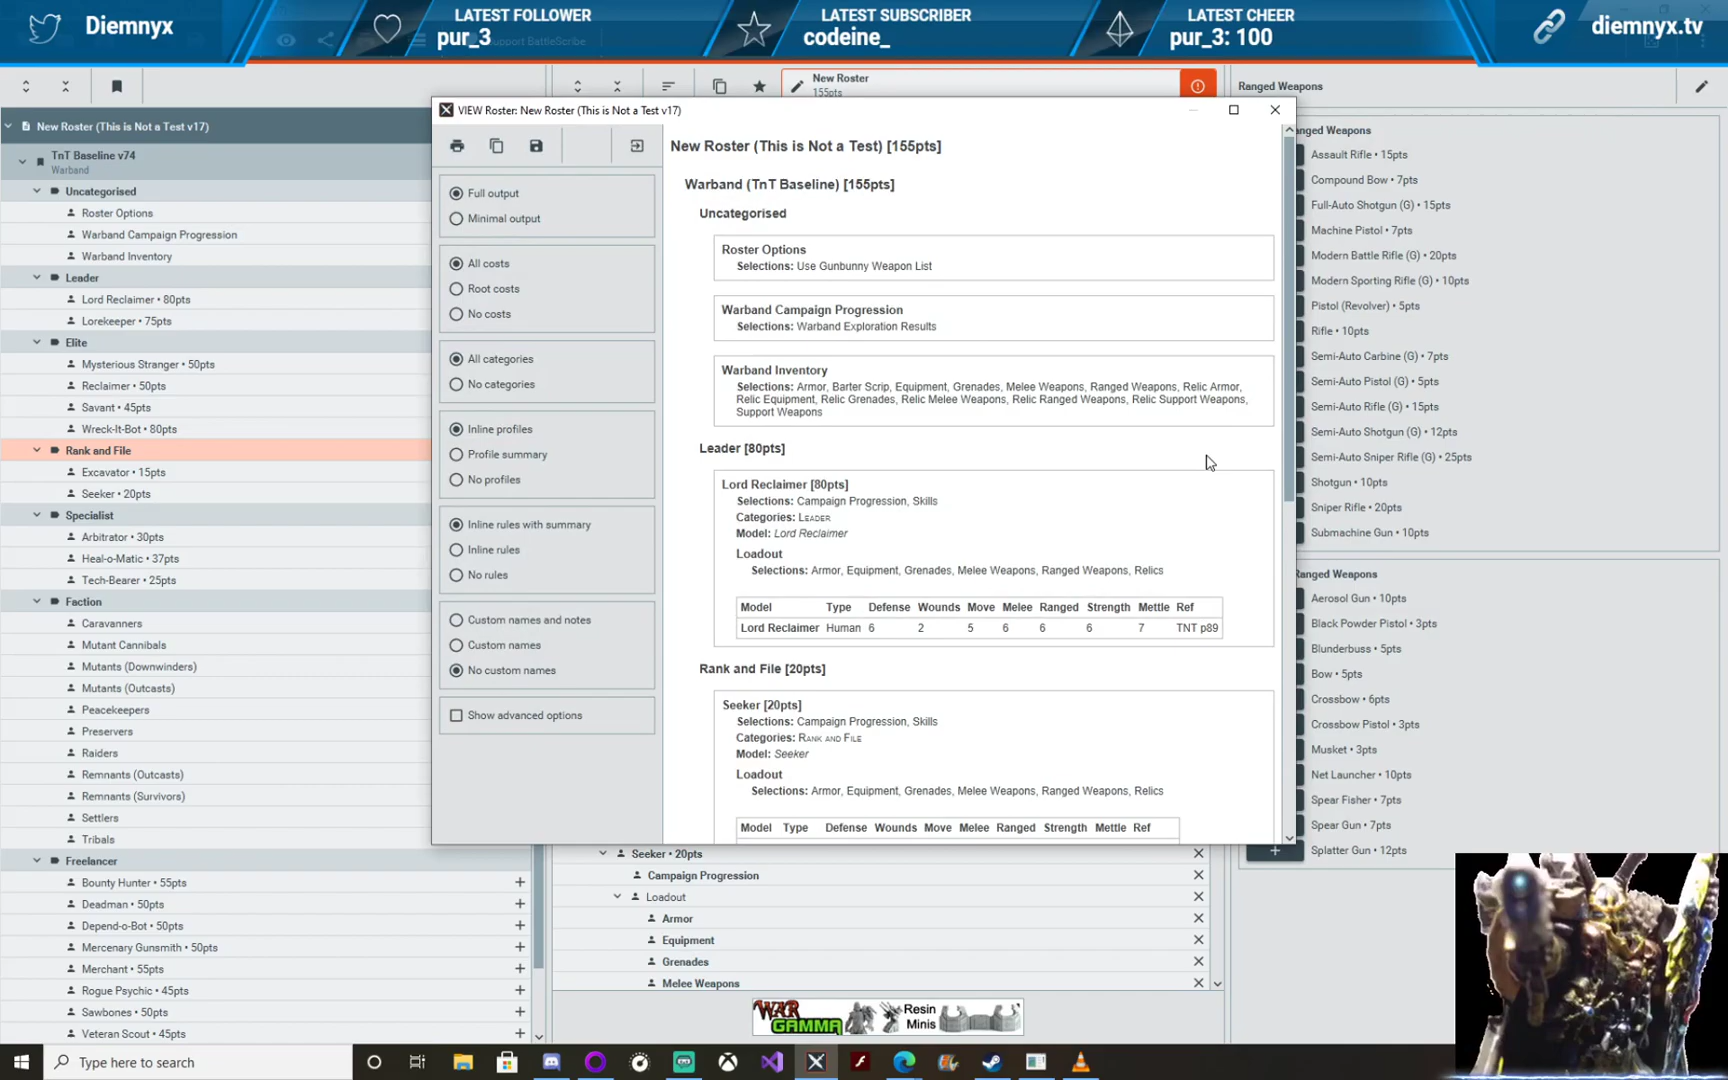 Diemnyx
LATEST FOLLOWER
pur_3
LATEST SUBSCRIBER
codeine_
LATEST CHEER
pur_3: 100
diemnyx.tv
Support BattleScribe
New Roster
155pts
Ranged Weapons
New Roster (This is Not a Test v17)
TnT Baseline v74
Warband
Uncategorised
Roster Options
Warband Campaign Progression
Warband Inventory
Leader
Lord Reclaimer • 80pts
Lorekeeper • 75pts
Elite
Mysterious Stranger • 50pts
Reclaimer • 50pts
Savant • 45pts
Wreck-It-Bot • 80pts
Rank and File
Excavator • 15pts
Seeker • 20pts
Specialist
Arbitrator • 30pts
Heal-o-Matic • 37pts
Tech-Bearer • 25pts
Faction
Caravanners
Mutant Cannibals
Mutants (Downwinders)
Mutants (Outcasts)
Peacekeepers
Preservers
Raiders
Remnants (Outcasts)
Remnants (Survivors)
Settlers
Tribals
Freelancer
Bounty Hunter • 55pts
Deadman • 50pts
Depend-o-Bot • 50pts
Mercenary Gunsmith • 50pts
Merchant • 55pts
Rogue Psychic • 45pts
Sawbones • 50pts
Veteran Scout • 45pts
VIEW Roster: New Roster (This is Not a Test v17)
Full output
Minimal output
All costs
Root costs
No costs
All categories
No categories
Inline profiles
Profile summary
No profiles
Inline rules with summary
Inline rules
No rules
Custom names and notes
Custom names
No custom names
Show advanced options
New Roster (This is Not a Test) [155pts]
Warband (TnT Baseline) [155pts]
Uncategorised
Roster Options
Selections: Use Gunbunny Weapon List
Warband Campaign Progression
Selections: Warband Exploration Results
Warband Inventory
Selections: Armor, Barter Scrip, Equipment, Grenades, Melee Weapons, Ranged Weapons, Relic Armor,
Relic Equipment, Relic Grenades, Relic Melee Weapons, Relic Ranged Weapons, Relic Support Weapons,
Support Weapons
Leader [80pts]
Lord Reclaimer [80pts]
Selections: Campaign Progression, Skills
Categories: LEADER
Model: Lord Reclaimer
Loadout
Selections: Armor, Equipment, Grenades, Melee Weapons, Ranged Weapons, Relics
Model Type Defense Wounds Move Melee Ranged Strength Mettle Ref
Lord Reclaimer Human 6 2 5 6 6 6 7 TNT p89
Rank and File [20pts]
Seeker [20pts]
Selections: Campaign Progression, Skills
Categories: RANK AND FILE
Model: Seeker
Loadout
Selections: Armor, Equipment, Grenades, Melee Weapons, Ranged Weapons, Relics
Model Type Defense Wounds Move Melee Ranged Strength Mettle Ref
Seeker • 20pts
Campaign Progression
Loadout
Armor
Equipment
Grenades
Melee Weapons
WAR GAMMA
Resin Minis
anged Weapons
Assault Rifle • 15pts
Compound Bow • 7pts
Full-Auto Shotgun (G) • 15pts
Machine Pistol • 7pts
Modern Battle Rifle (G) • 20pts
Modern Sporting Rifle (G) • 10pts
Pistol (Revolver) • 5pts
Rifle • 10pts
Semi-Auto Carbine (G) • 7pts
Semi-Auto Pistol (G) • 5pts
Semi-Auto Rifle (G) • 15pts
Semi-Auto Shotgun (G) • 12pts
Semi-Auto Sniper Rifle (G) • 25pts
Shotgun • 10pts
Sniper Rifle • 20pts
Submachine Gun • 10pts
Ranged Weapons
Aerosol Gun • 10pts
Black Powder Pistol • 3pts
Blunderbuss • 5pts
Bow • 5pts
Crossbow • 6pts
Crossbow Pistol • 3pts
Musket • 3pts
Net Launcher • 10pts
Spear Fisher • 7pts
Spear Gun • 7pts
Splatter Gun • 12pts
Type here to search